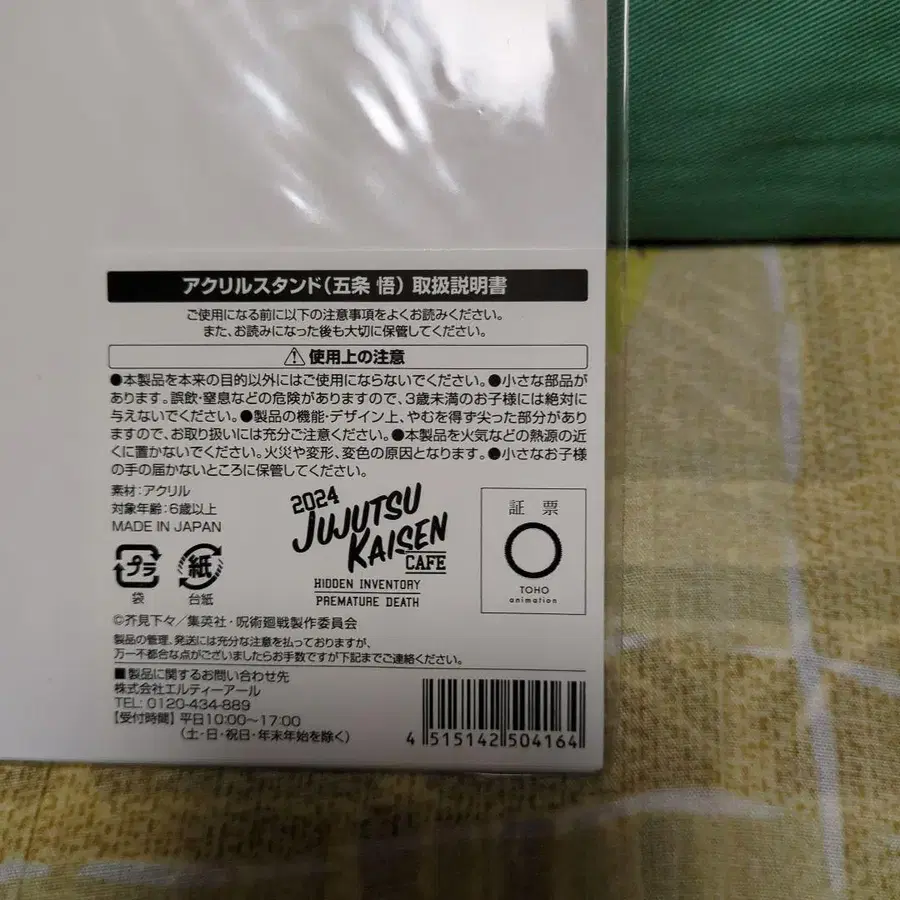 アクリルスタンド(五条 悟) 取扱説明書
ご使用になる前に以下の注意事項をよくお読みください。
また、お読みになった後も大切に保管してください。
⚠使用上の注意
●本製品を本来の目的以外にはご使用にならないでください。●小さな部品が
あります。誤飲・窒息などの危険がありますので、3歳未満のお子様には絶対に
与えないでください。●製品の機能・デザイン上、やむを得ず尖った部分があり
ますので、お取り扱いには充分ご注意ください。●本製品を火気などの熱源の近
くに置かないでください。火災や変形、変色の原因となります。●小さなお子様
の手の届かないところに保管してください。
素材:アクリル
対象年齢:6歳以上
MADE IN JAPAN
プラ
袋
紙
台紙
2024
JUJUTSU
KAISEN
CAFE
HIDDEN INVENTORY
PREMATURE DEATH
証 票
TOHO
animation
©芥見下々/集英社・呪術廻戦製作委員会
製品の管理、発送には充分な注意を払っておりますが、
万一不都合な点がございましたらお手数ですが下記までご連絡ください。
■製品に関するお問い合わせ先
株式会社エルティーアール
TEL: 0120-434-889
【受付時間】平日10:00~17:00
(土・日・祝日・年末年始を除く)
4 515142 504164